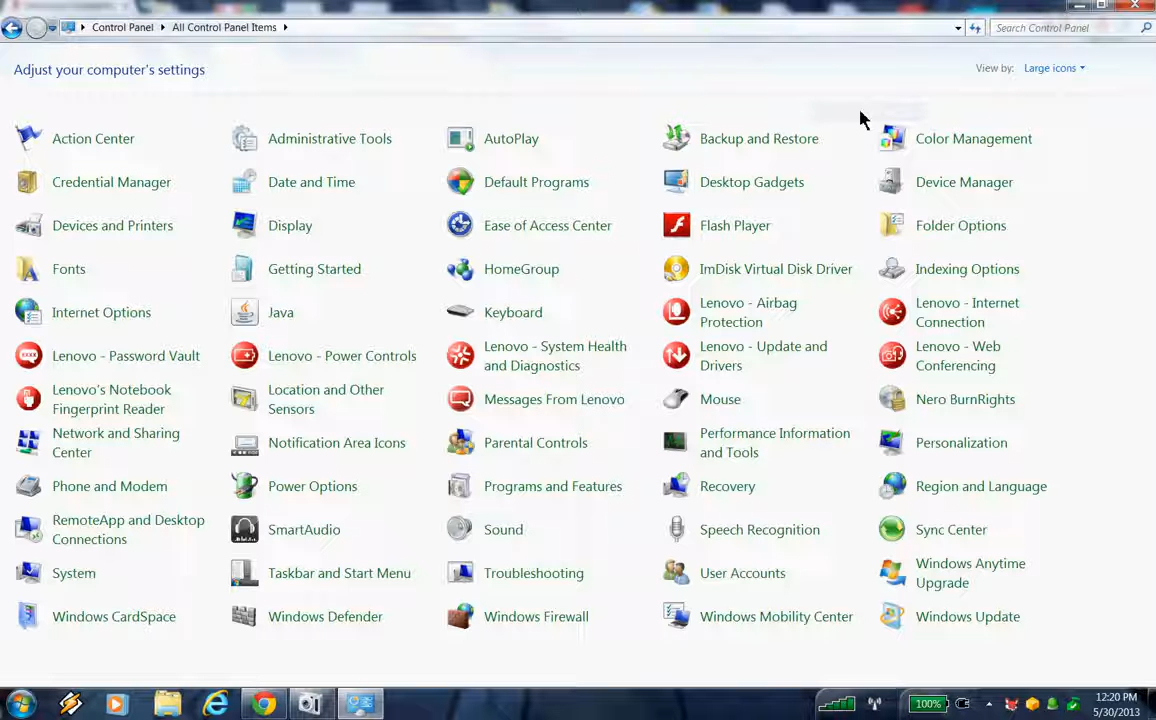 Control Panel All Control Panel Items Search Control Panel
Adjust your computer's settings View by: Large icons
Action Center Administrative Tools AutoPlay Backup and Restore Color Management
Credential Manager Date and Time Default Programs Desktop Gadgets Device Manager
Devices and Printers Display Ease of Access Center Flash Player Folder Options
Fonts Getting Started HomeGroup ImDisk Virtual Disk Driver Indexing Options
Internet Options Java Keyboard Lenovo - Airbag Protection Lenovo - Internet Connection
Lenovo - Password Vault Lenovo - Power Controls Lenovo - System Health and Diagnostics Lenovo - Update and Drivers Lenovo - Web Conferencing
Lenovo's Notebook Fingerprint Reader Location and Other Sensors Messages From Lenovo Mouse Nero BurnRights
Network and Sharing Center Notification Area Icons Parental Controls Performance Information and Tools Personalization
Phone and Modem Power Options Programs and Features Recovery Region and Language
RemoteApp and Desktop Connections SmartAudio Sound Speech Recognition Sync Center
System Taskbar and Start Menu Troubleshooting User Accounts Windows Anytime Upgrade
Windows CardSpace Windows Defender Windows Firewall Windows Mobility Center Windows Update
100% 12:20 PM
5/30/2013